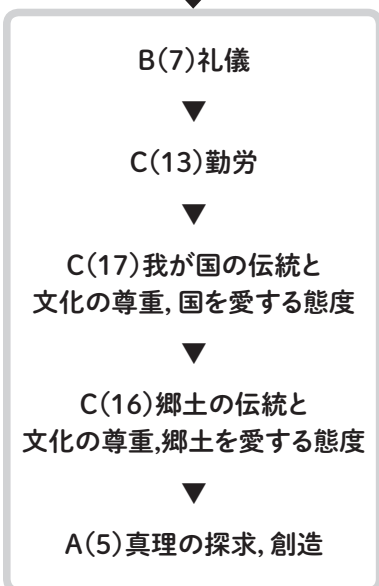 B(7)礼儀
▼
C(13)勤労
▼
C(17)我が国の伝統と
文化の尊重, 国を愛する態度
▼
C(16)郷土の伝統と
文化の尊重,郷土を愛する態度
▼
A(5)真理の探求, 創造